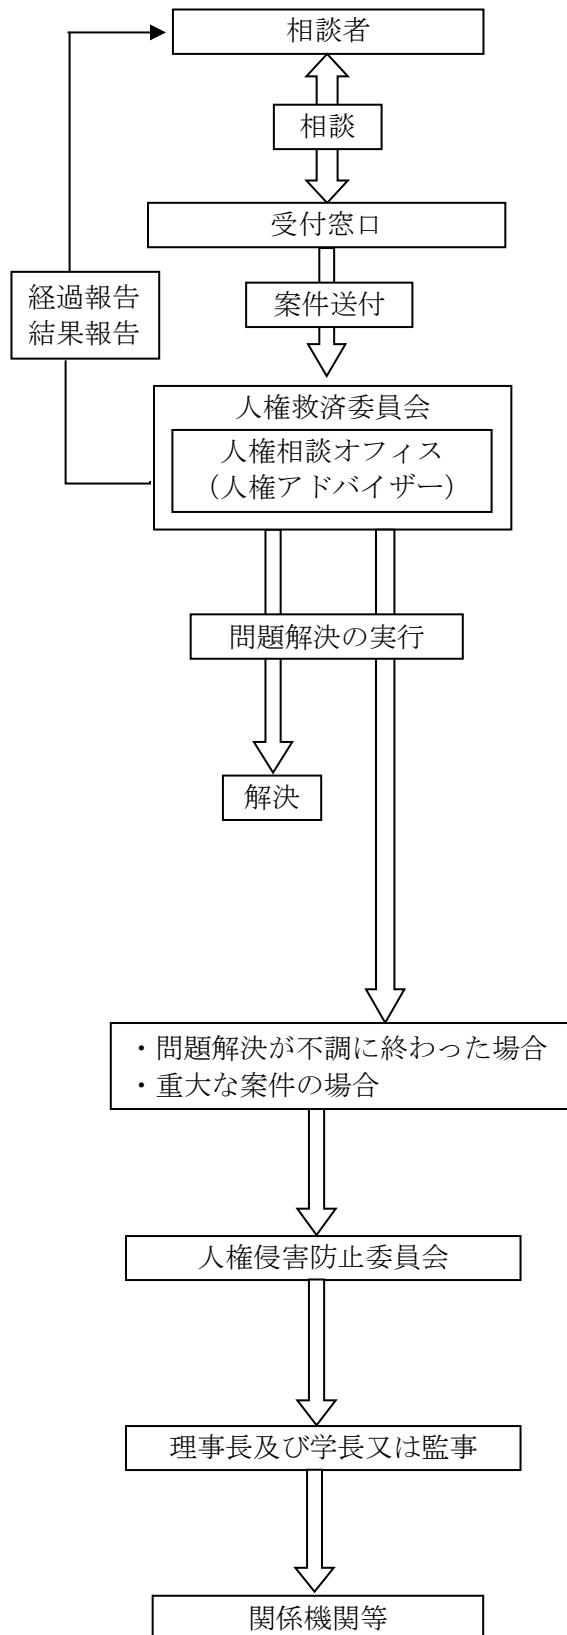 相談者
相談
受付窓口
案件送付
経過報告
結果報告
人権救済委員会
人権相談オフィス
(人権アドバイザー)
問題解決の実行
解決
・問題解決が不調に終わった場合
・重大な案件の場合
人権侵害防止委員会
理事長及び学長又は監事
関係機関等